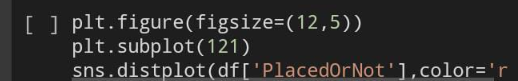 [ ] plt.figure(figsize=(12,5))
plt.subplot(121)
sns.distplot(df['PlacedOrNot'],color='r